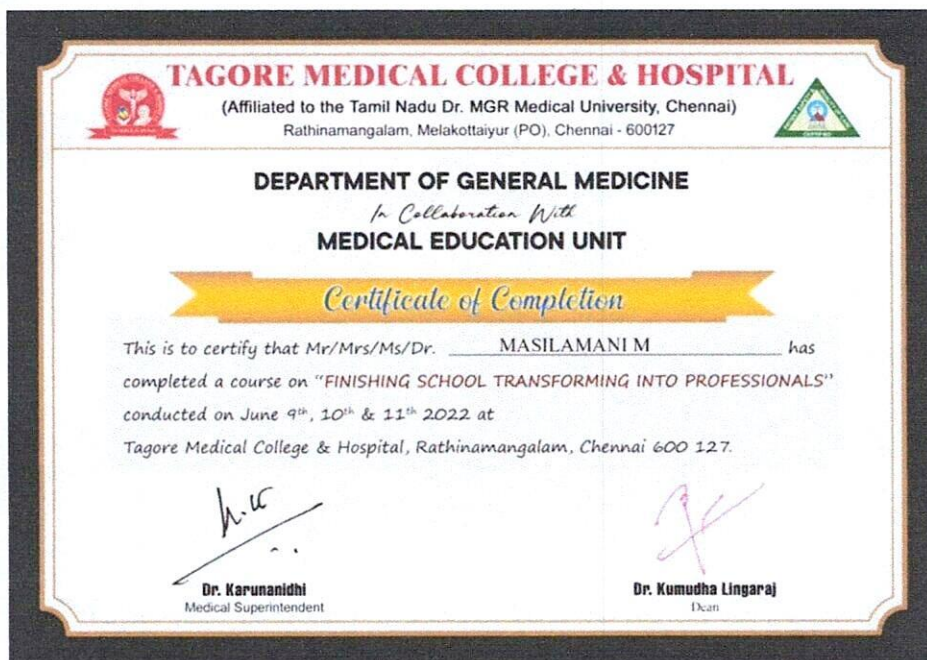 TAGORE MEDICAL COLLEGE & HOSPITAL
(Affiliated to the Tamil Nadu Dr. MGR Medical University, Chennai)
Rathinamangalam, Melakottaiyur (PO), Chennai - 600127
DEPARTMENT OF GENERAL MEDICINE
In Collaboration With
MEDICAL EDUCATION UNIT
Certificate of Completion
This is to certify that Mr/Mrs/Ms/Dr. MASILAMANI M has
completed a course on "FINISHING SCHOOL TRANSFORMING INTO PROFESSIONALS"
conducted on June 9th, 10th & 11th 2022 at
Tagore Medical College & Hospital, Rathinamangalam, Chennai 600 127.
Dr. Karunanidhi
Medical Superintendent
Dr. Kumudha Lingaraj
Dean